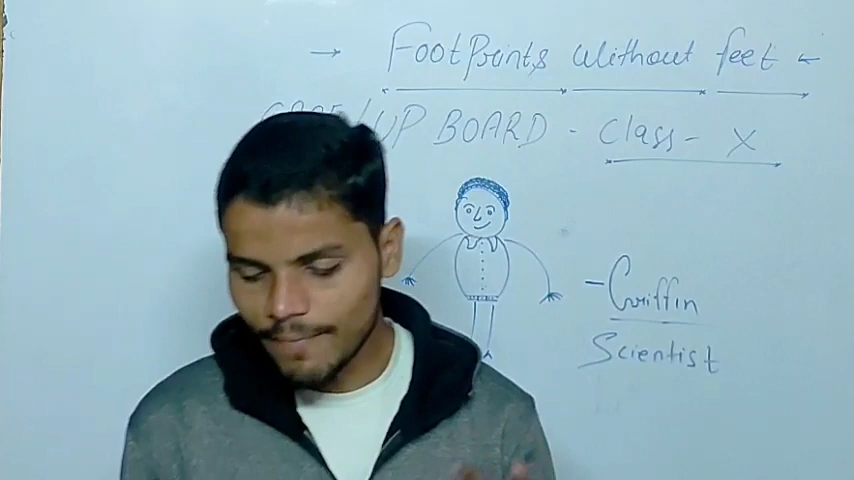 → FootPrints Without feet ←
/UP BOARD - Class - X
- Griffin
Scientist